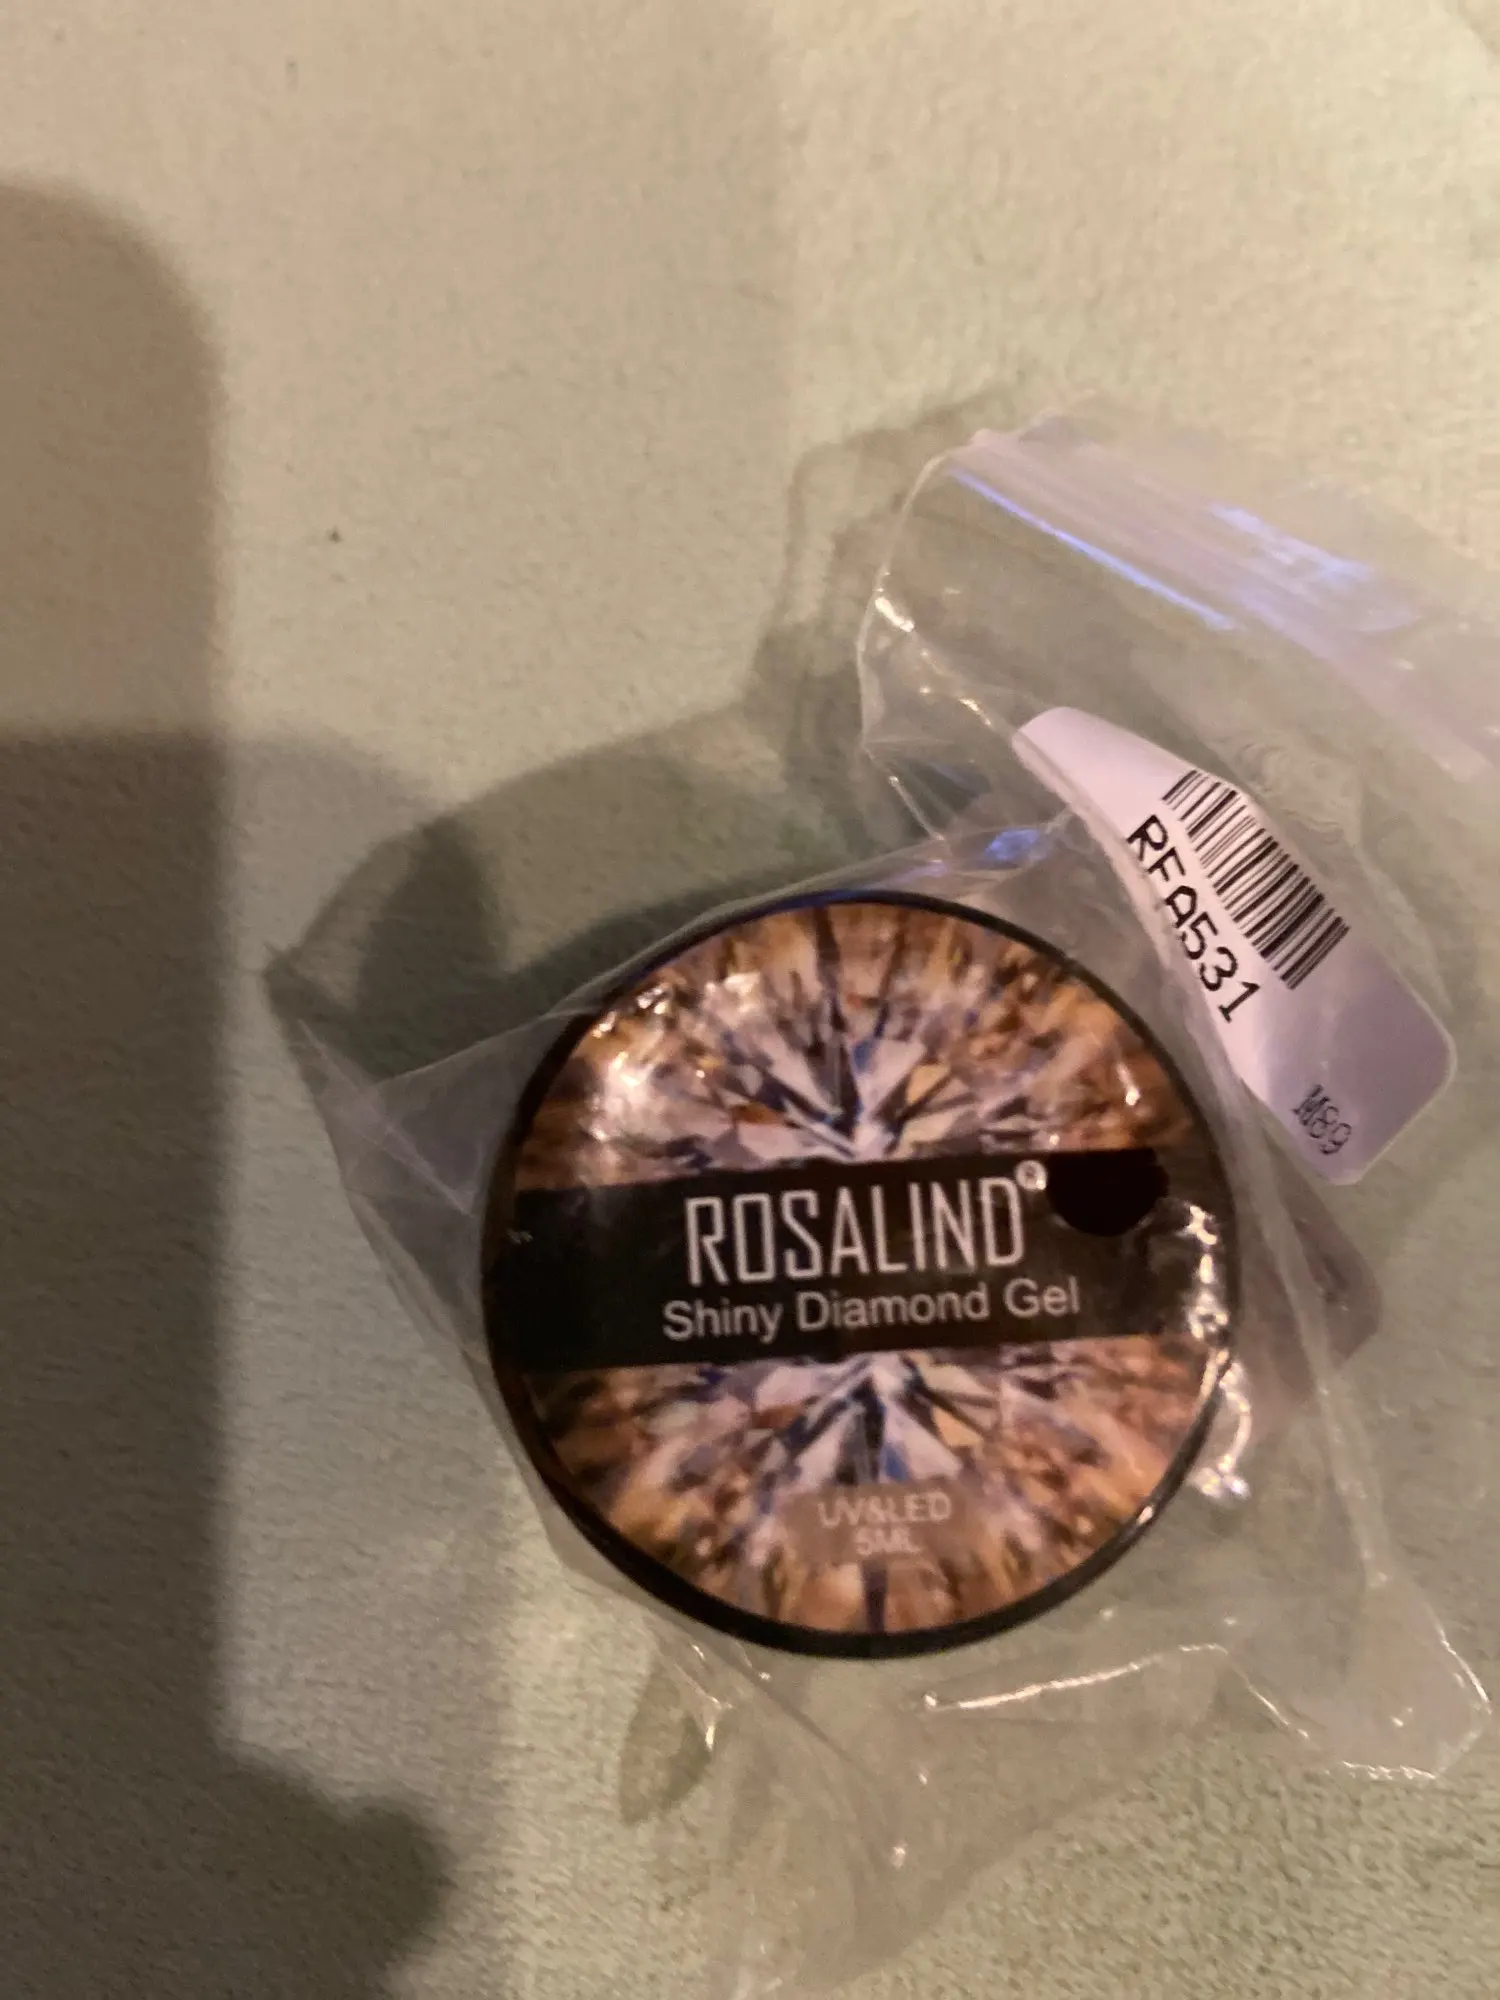 RFA531
M89
ROSALIND®
Shiny Diamond Gel
UV&LED
5ML